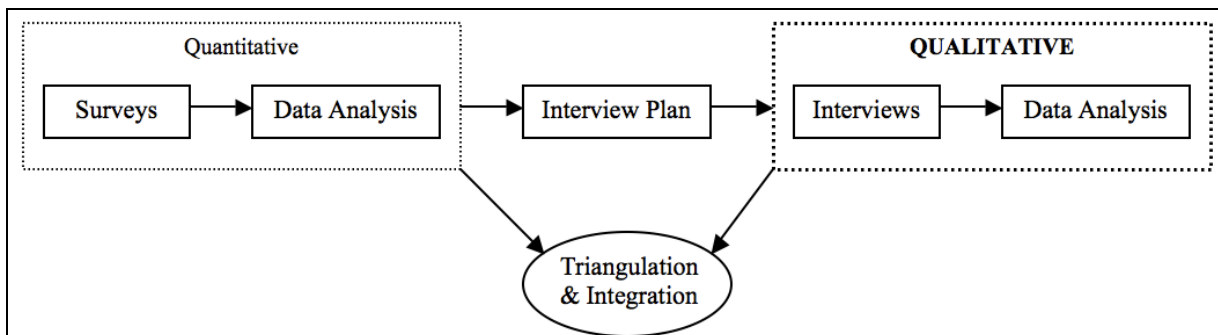 Quantitative
QUALITATIVE
Surveys
Data Analysis
Interview Plan
Interviews
Data Analysis
Triangulation
& Integration